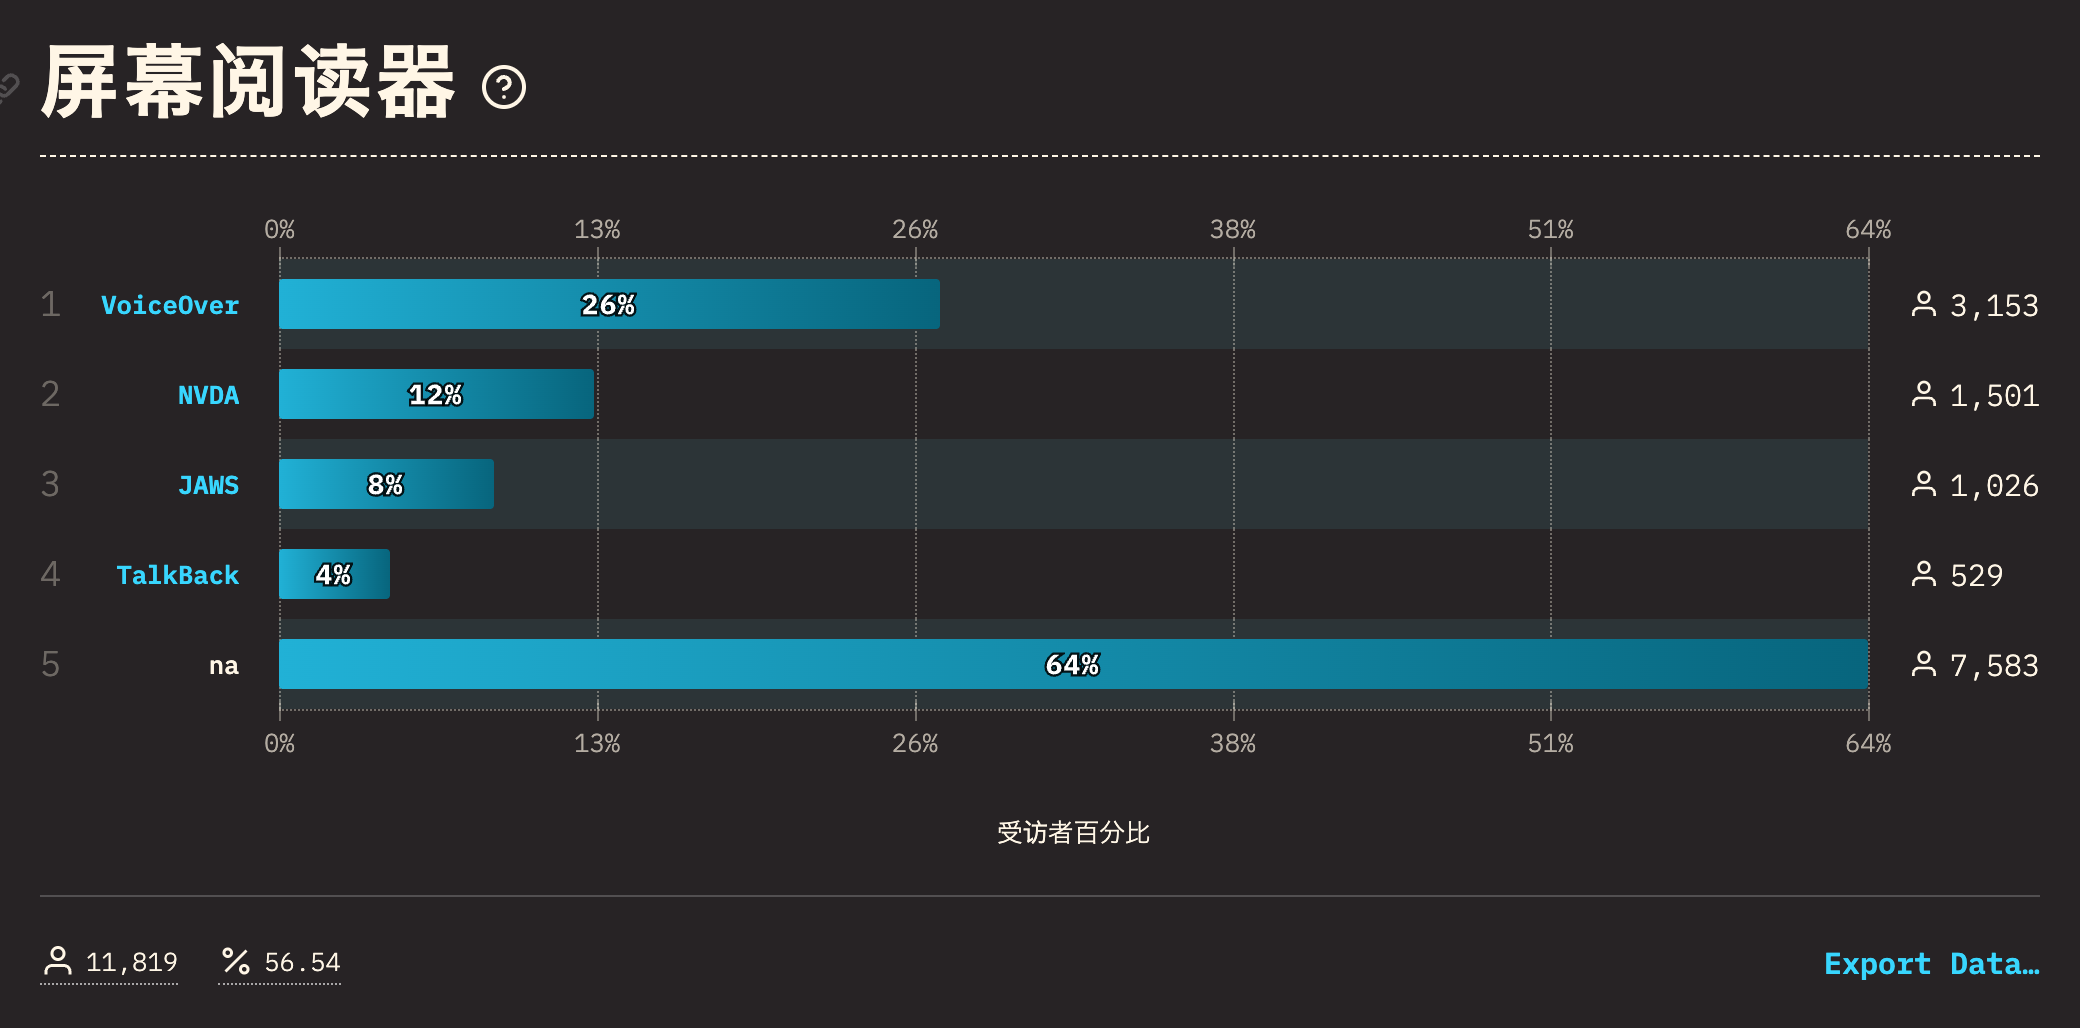 屏幕阅读器
0% 13% 26% 38% 51% 64%
1 VoiceOver 26% 3,153
2 NVDA 12% 1,501
3 JAWS 8% 1,026
4 TalkBack 4% 529
5 na 64% 7,583
0% 13% 26% 38% 51% 64%
受访者百分比
11,819 % 56.54 Export Data…